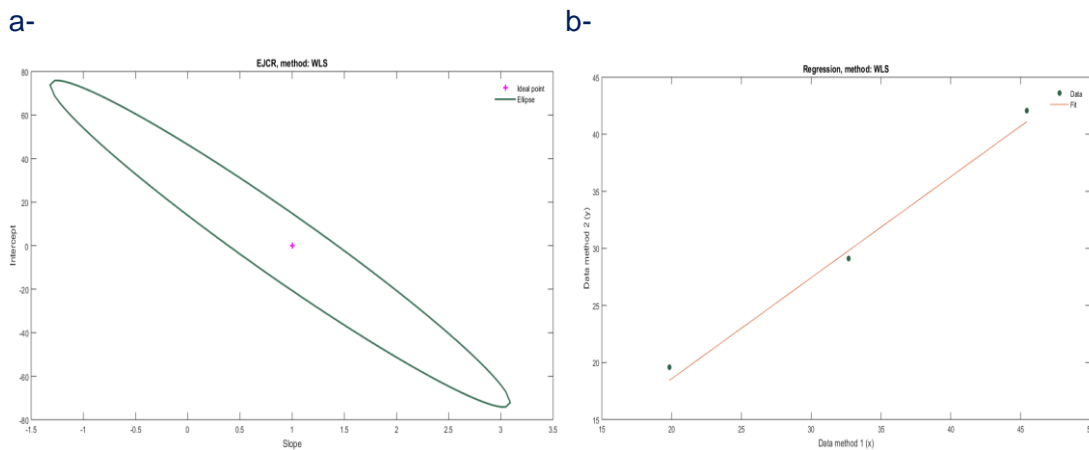 a-
b-
EJCR, method: WLS
80
60
40
20
0
-20
-40
-60
-80
-1.5
-1
-0.5
0
0.5
1
1.5
2
2.5
3
3.5
Slope
Intercept
Ideal point
Ellipse
Regression, method: WLS
45
40
35
30
25
20
15
15
20
25
30
35
40
45
Data method 1 (x)
Data method 2 (y)
Data
Fit